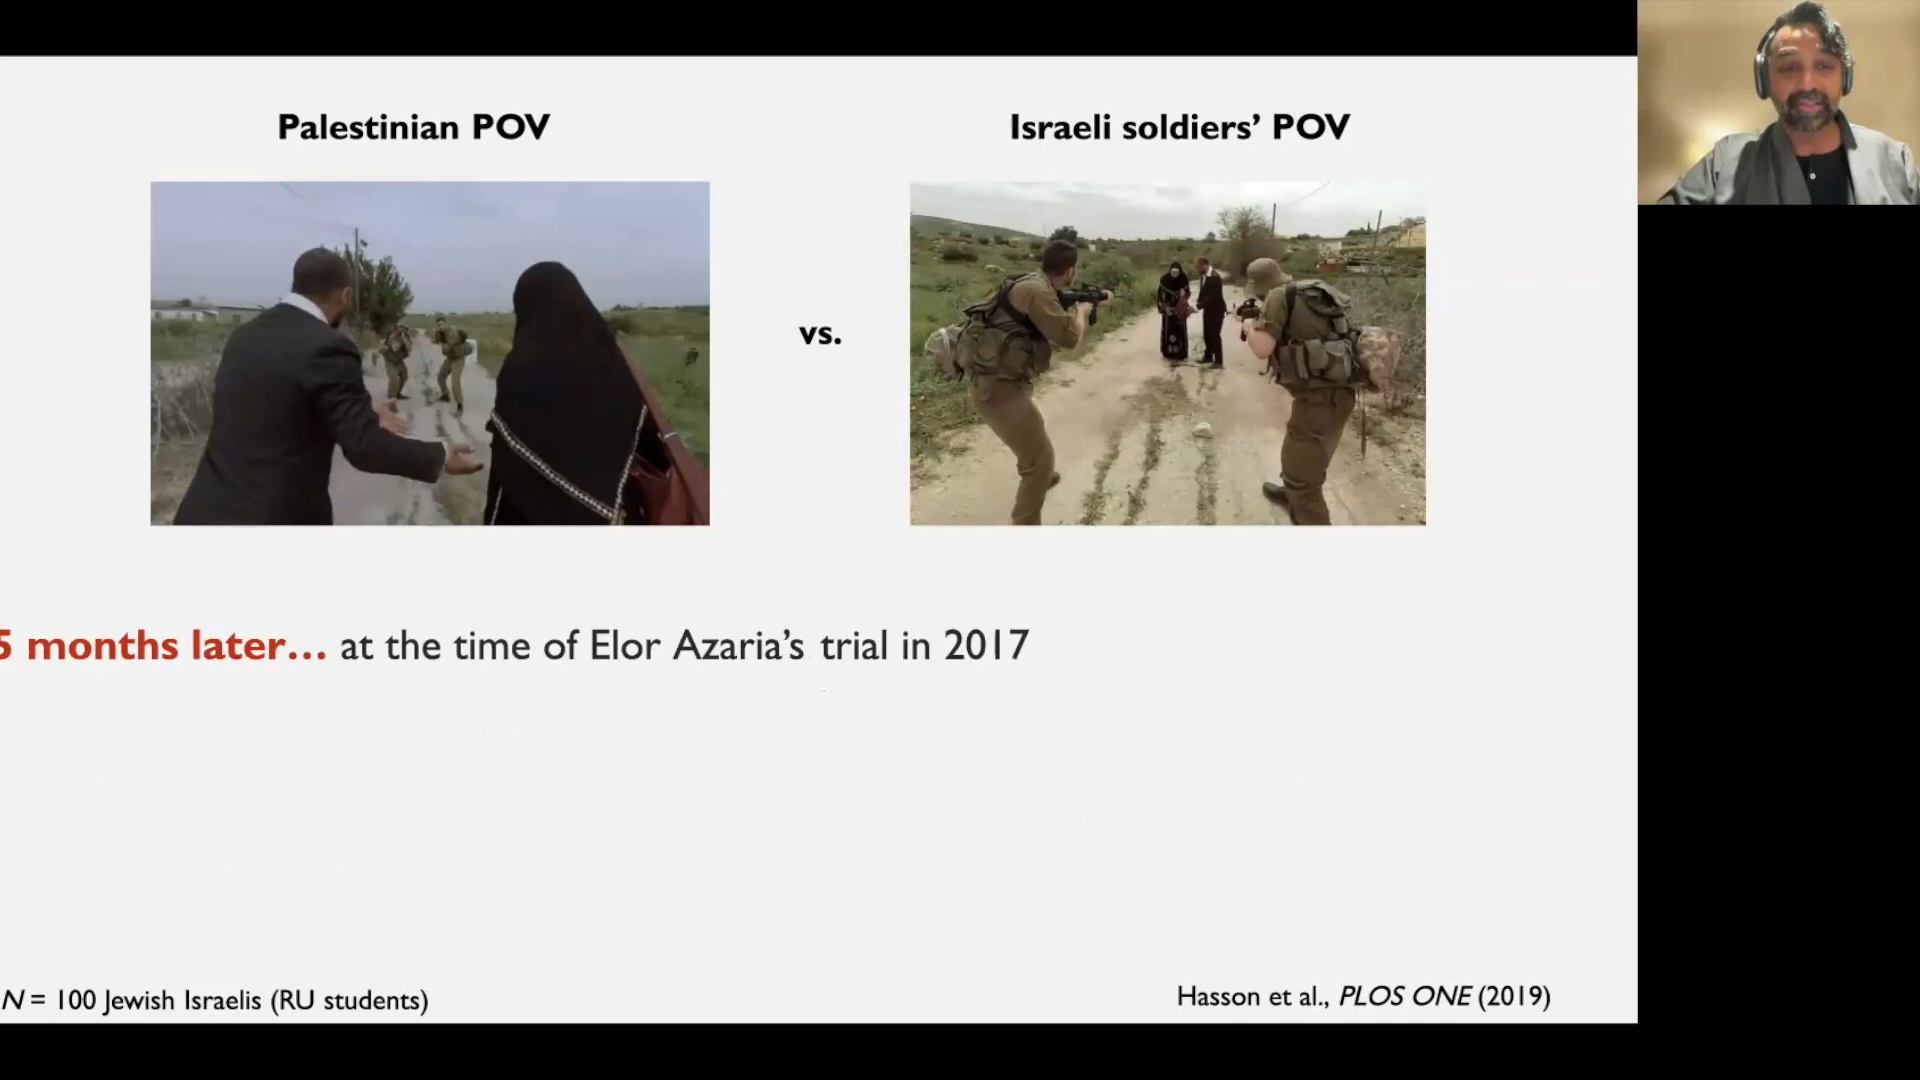 Palestinian POV
Israeli soldiers’ POV
vs.
5 months later… at the time of Elor Azaria’s trial in 2017
N = 100 Jewish Israelis (RU students)
Hasson et al., PLOS ONE (2019)